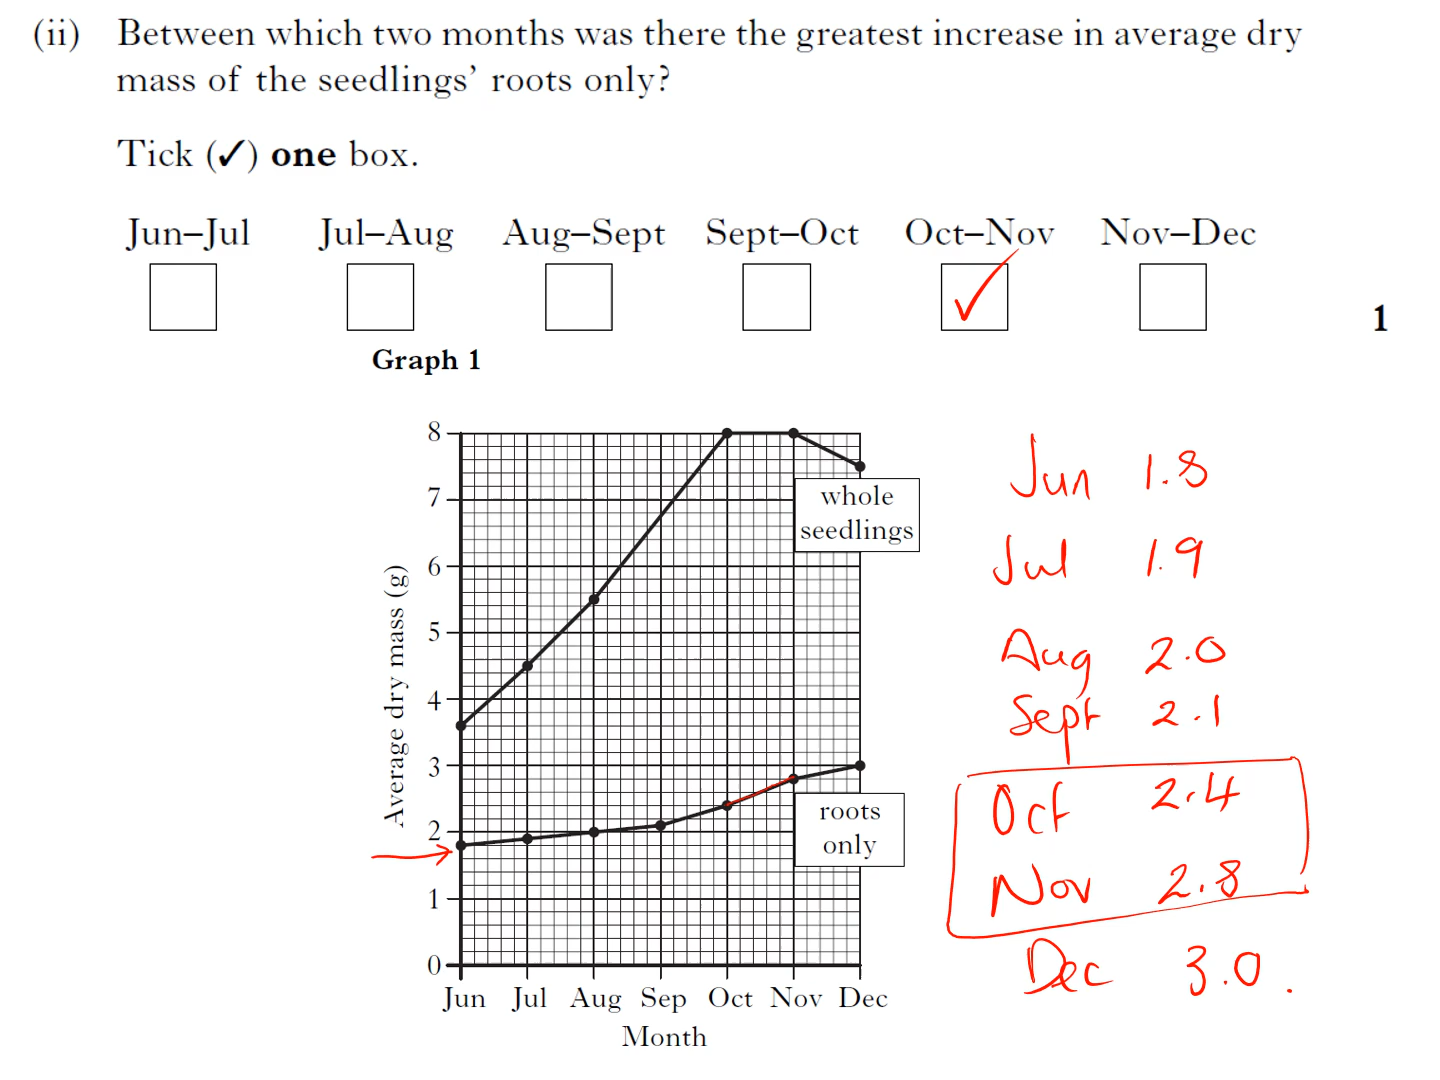 (ii) Between which two months was there the greatest increase in average dry
mass of the seedlings’ roots only?
Tick (✓) one box.
Jun–Jul Jul–Aug Aug–Sept Sept–Oct Oct–Nov Nov–Dec
✓
1
Graph 1
8
7
6
5
4
3
2
1
0
Average dry mass (g)
whole
seedlings
roots
only
Jun Jul Aug Sep Oct Nov Dec
Month
Jun 1.8
Jul 1.9
Aug 2.0
Sept 2.1
Oct 2.4
Nov 2.8
Dec 3.0.